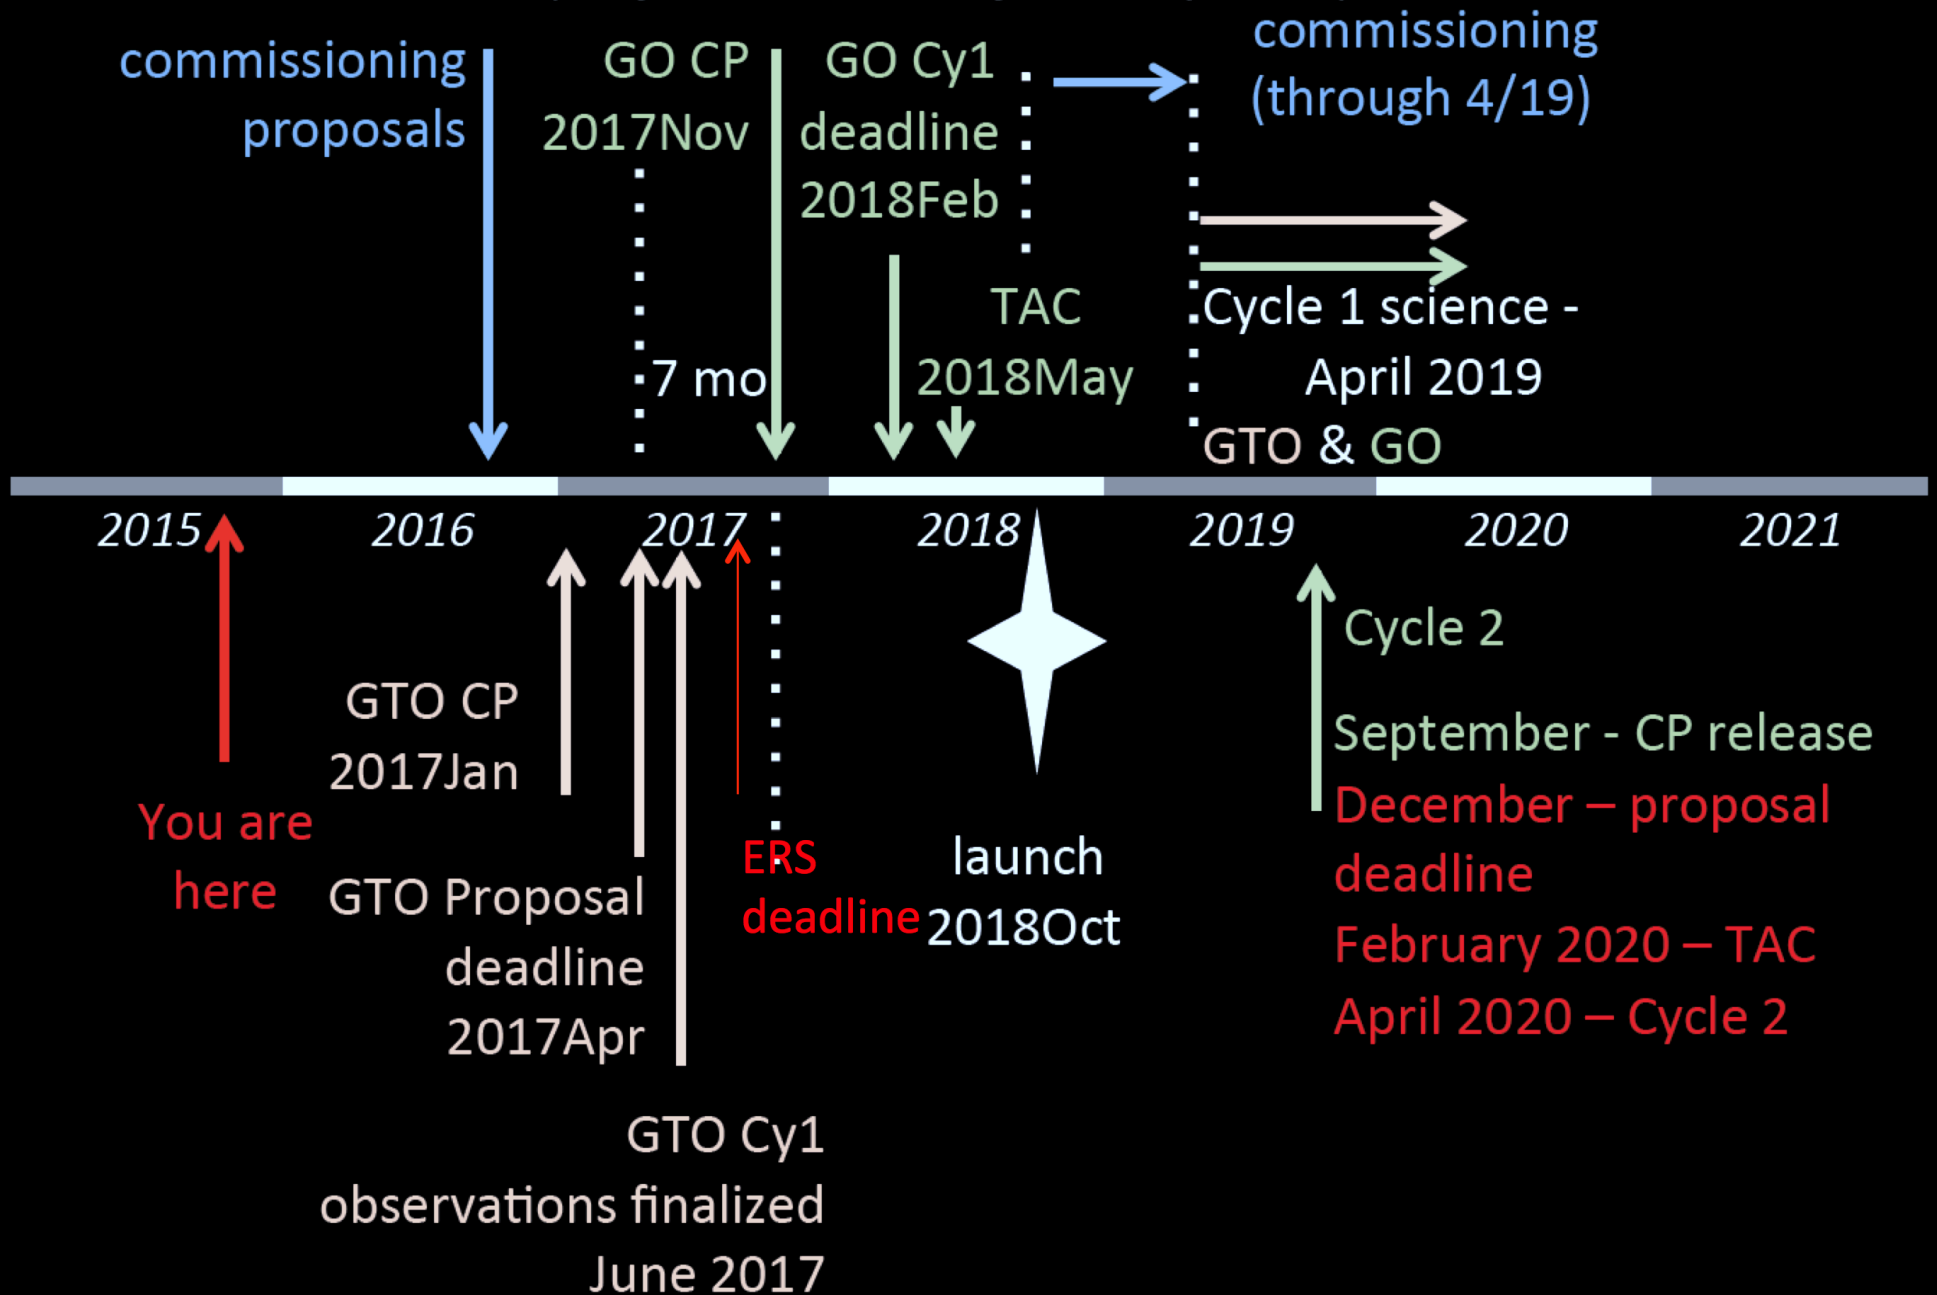 commissioning
proposals
GO CP
2017Nov
GO Cy1
deadline
2018Feb
commissioning
(through 4/19)
TAC
2018May
7 mo
Cycle 1 science -
April 2019
GTO & GO
2015
2016
2017
2018
2019
2020
2021
You are
here
GTO CP
2017Jan
GTO Proposal
deadline
2017Apr
GTO Cy1
observations finalized
June 2017
ERS
deadline
launch
2018Oct
Cycle 2
September - CP release
December – proposal
deadline
February 2020 – TAC
April 2020 – Cycle 2